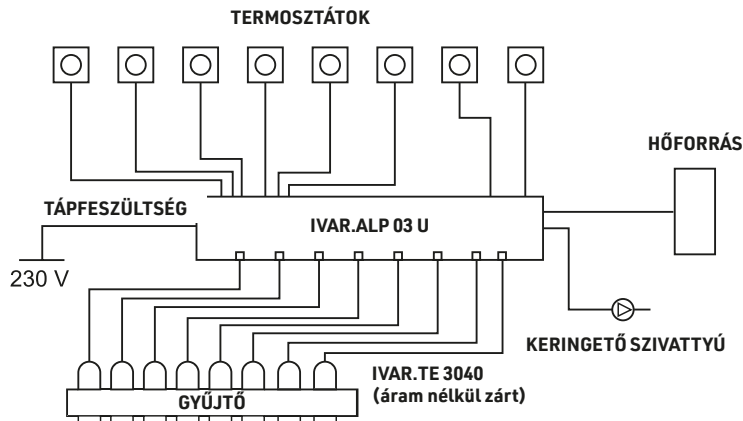 TERMOSZTÁTOK
HŐFORRÁS
TÁPFESZÜLTSÉG
IVAR.ALP 03 U
230 V
KERINGETŐ SZIVATTYÚ
IVAR.TE 3040
(áram nélkül zárt)
GYŰJTŐ